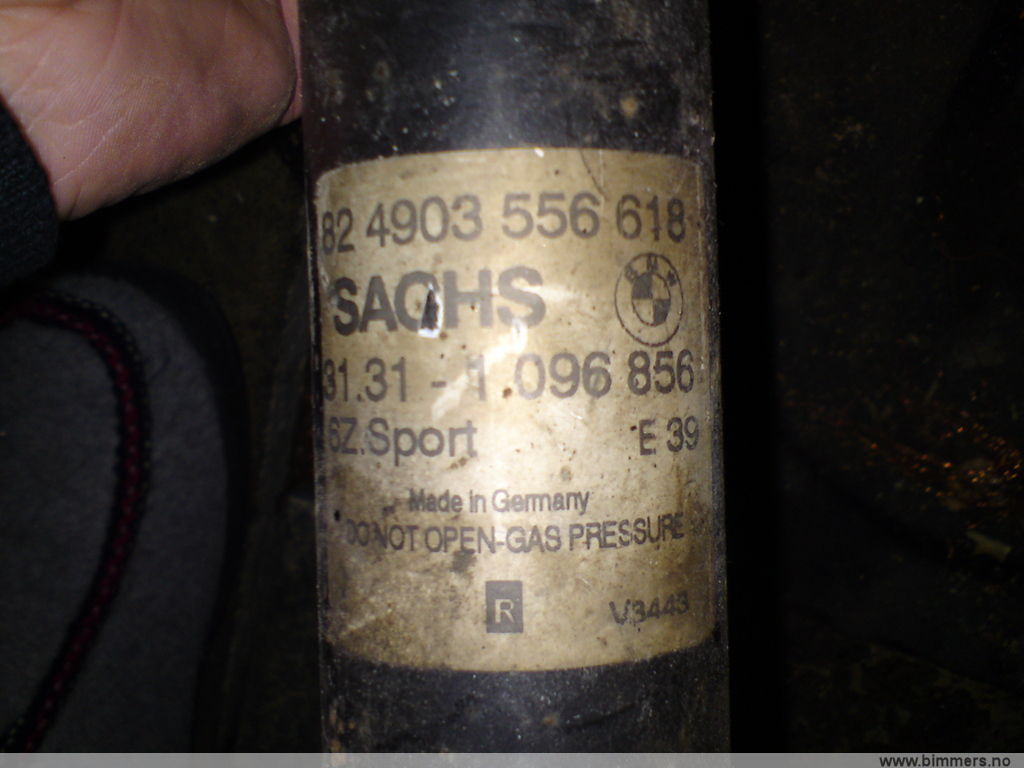 82 4903 556 618
SACHS
BMW
31.31 - 1 096 856
6Z.Sport E 39
Made in Germany
DO NOT OPEN-GAS PRESSURE
R V3443
www.bimmers.no